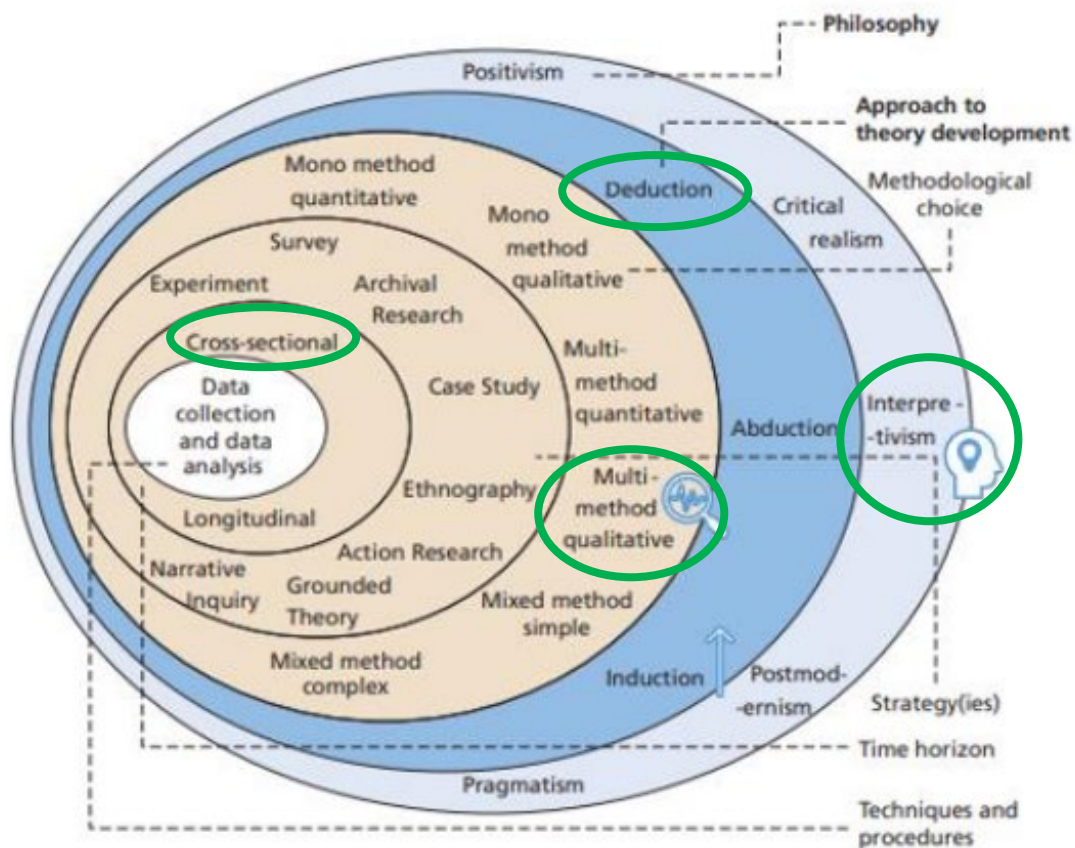 Philosophy
Positivism
Approach to
theory development
Deduction
Mono method
quantitative
Methodological
choice
Mono
method
qualitative
Critical
realism
Survey
Experiment
Archival
Research
Cross-sectional
Multi-
method
quantitative
Data
collection
and data
analysis
Case Study
Interpre-
-tivism
Abduction
Multi-
method
qualitative
Ethnography
Longitudinal
Action Research
Narrative
Inquiry
Grounded
Theory
Mixed method
simple
Mixed method
complex
Induction
Postmod-
-ernism
Strategy(ies)
Time horizon
Pragmatism
Techniques and
procedures